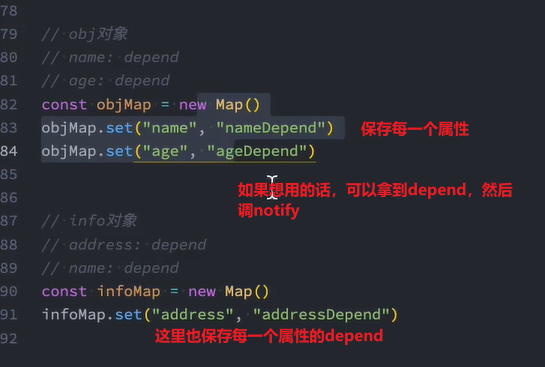 78
79 // obj对象
80 // name: depend
81 // age: depend
82 const objMap = new Map()
83 objMap.set("name", "nameDepend") 保存每一个属性
84 objMap.set("age", "ageDepend")
85
如果想用的话，可以拿到depend，然后
86
调notify
87 // info对象
88 // address: depend
89 // name: depend
90 const infoMap = new Map()
91 infoMap.set("address", "addressDepend")
92 这里也保存每一个属性的depend